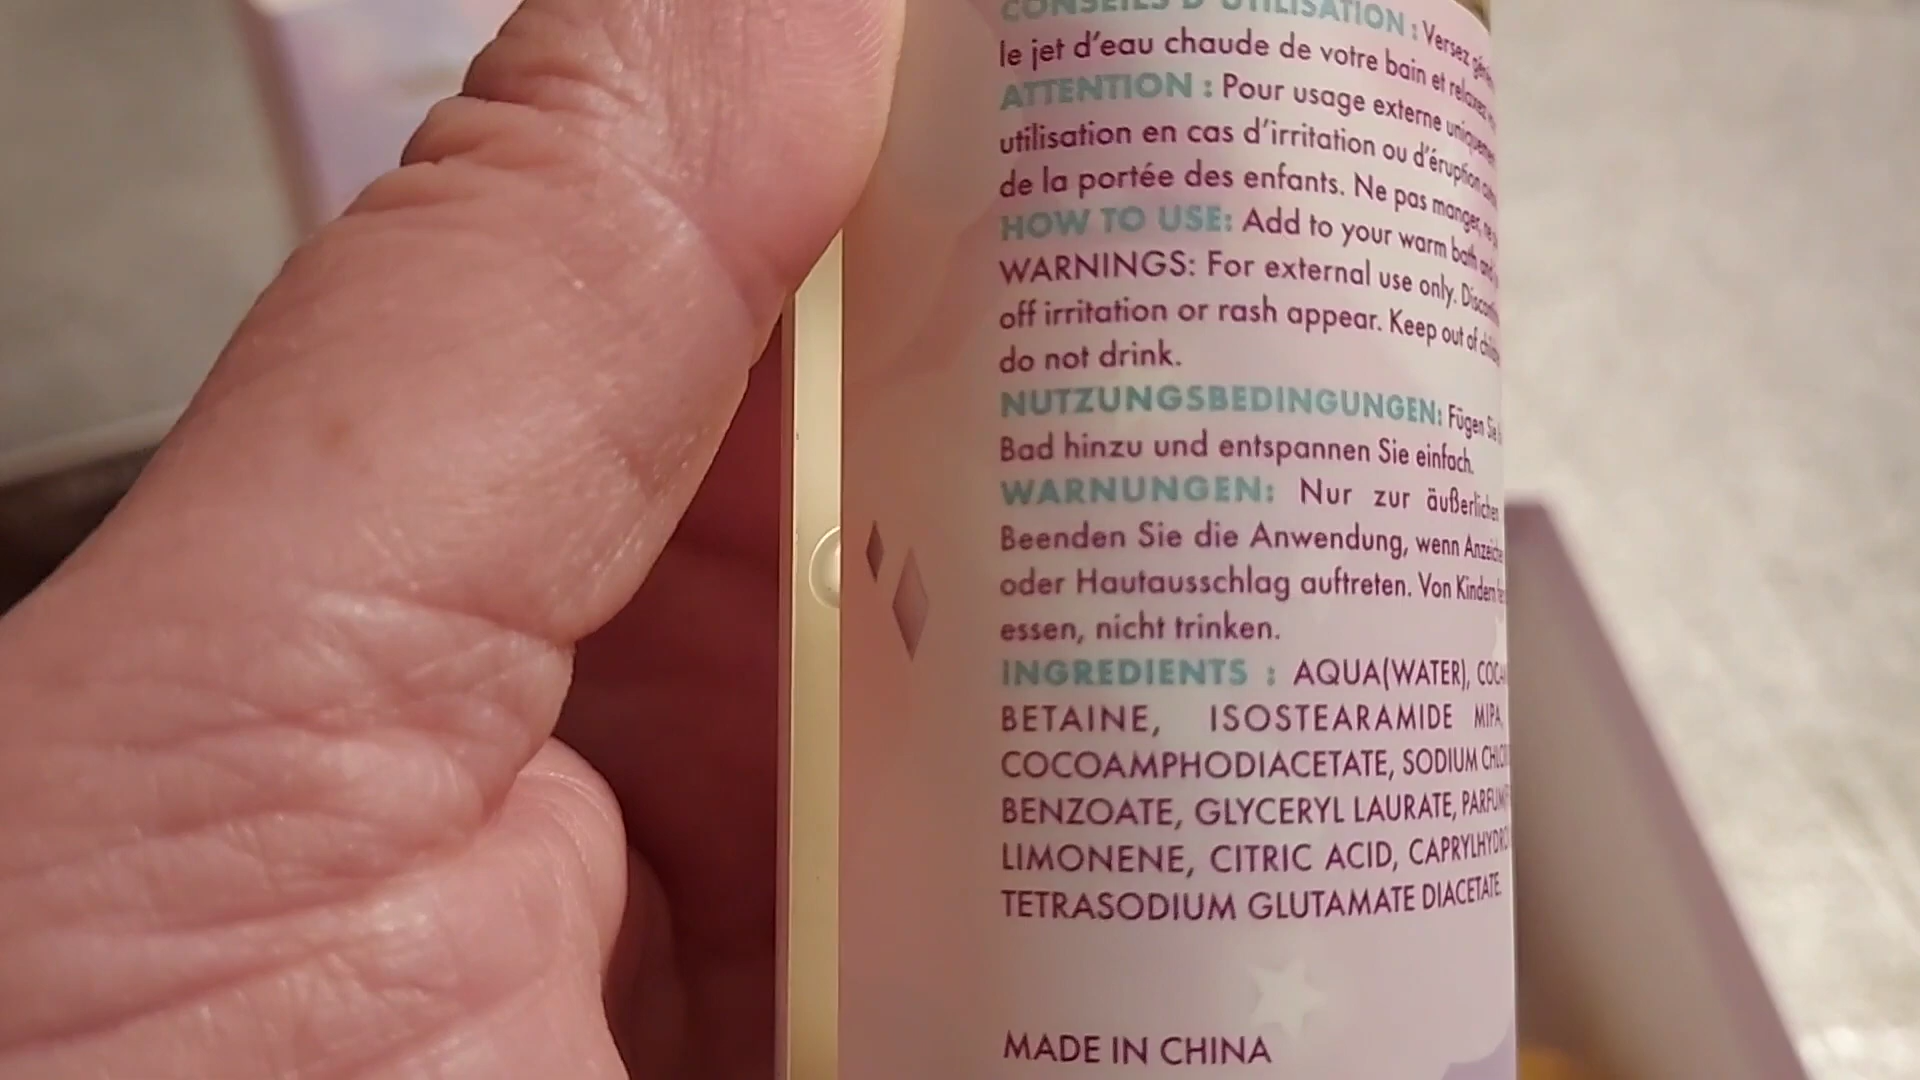 CONSEILS D'UTILISATION : Versez
le jet d'eau chaude de votre bain et relaxez
ATTENTION : Pour usage externe uniquement
utilisation en cas d'irritation ou d'éruption
de la portée des enfants. Ne pas manger,
HOW TO USE: Add to your warm bath and
WARNINGS: For external use only.
off irritation or rash appear. Keep out of
do not drink.
NUTZUNGSBEDINGUNGEN: Fügen Sie
Bad hinzu und entspannen Sie einfach.
WARNUNGEN: Nur zur äußerlichen
Beenden Sie die Anwendung, wenn
oder Hautausschlag auftreten. Von Kindern
essen, nicht trinken.
INGREDIENTS : AQUA(WATER),
BETAINE, ISOSTEARAMIDE MIPA,
COCOAMPHODIACETATE, SODIUM
BENZOATE, GLYCERYL LAURATE,
LIMONENE, CITRIC ACID,
TETRASODIUM GLUTAMATE DIACETATE.
MADE IN CHINA